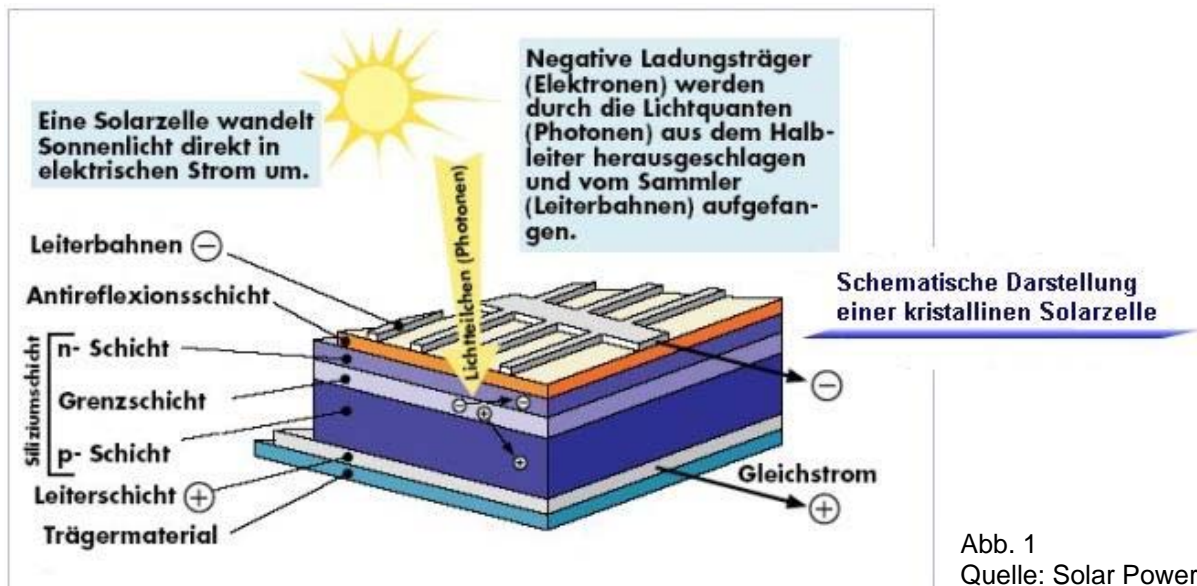 Eine Solarzelle wandelt
Sonnenlicht direkt in
elektrischen Strom um.
Negative Ladungsträger
(Elektronen) werden
durch die Lichtquanten
(Photonen) aus dem Halb-
leiter herausgeschlagen
und vom Sammler
(Leiterbahnen) aufgefan-
gen.
Lichtteilchen (Photonen)
Leiterbahnen −
Antireflexionsschicht
Siliziumschicht
n- Schicht
Grenzschicht
p- Schicht
Leiterschicht +
Trägermaterial
− + −
+
−
Gleichstrom
+
Schematische Darstellung
einer kristallinen Solarzelle
Abb. 1
Quelle: Solar Power